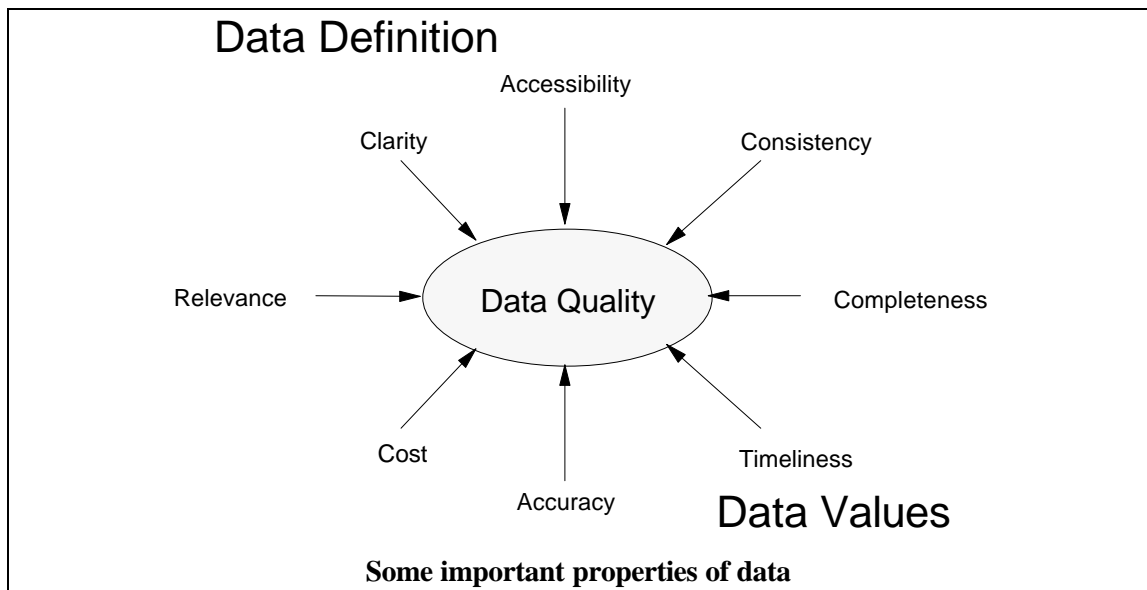 Data Definition
Accessibility
Clarity
Consistency
Relevance
Data Quality
Completeness
Cost
Timeliness
Accuracy
Data Values
Some important properties of data